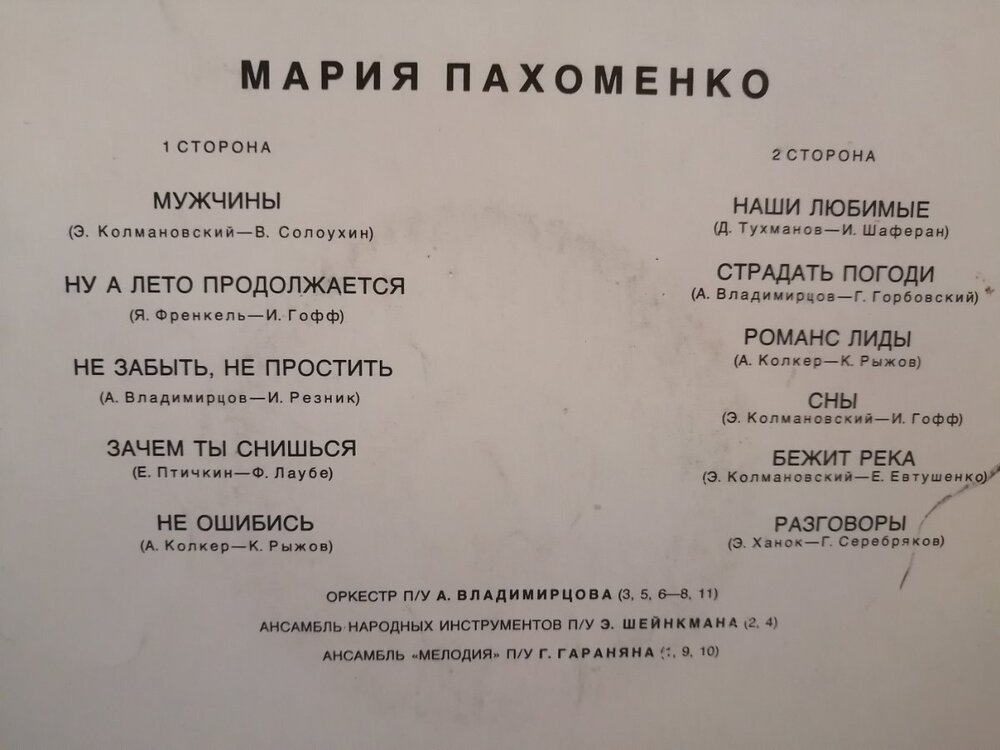 МАРИЯ ПАХОМЕНКО
1 СТОРОНА
МУЖЧИНЫ
(Э. Колмановский—В. Солоухин)
НУ А ЛЕТО ПРОДОЛЖАЕТСЯ
(Я. Френкель—И. Гофф)
НЕ ЗАБЫТЬ, НЕ ПРОСТИТЬ
(А. Владимирцов—И. Резник)
ЗАЧЕМ ТЫ СНИШЬСЯ
(Е. Птичкин—Ф. Лаубе)
НЕ ОШИБИСЬ
(А. Колкер—К. Рыжов)
2 СТОРОНА
НАШИ ЛЮБИМЫЕ
(Д. Тухманов—И. Шаферан)
СТРАДАТЬ ПОГОДИ
(А. Владимирцов—Г. Горбовский)
РОМАНС ЛИДЫ
(А. Колкер—К. Рыжов)
СНЫ
(Э. Колмановский—И. Гофф)
БЕЖИТ РЕКА
(Э. Колмановский—Е. Евтушенко)
РАЗГОВОРЫ
(Э. Ханок—Г. Серебряков)
ОРКЕСТР П/У А. ВЛАДИМИРЦОВА (3, 5, 6—8, 11)
АНСАМБЛЬ НАРОДНЫХ ИНСТРУМЕНТОВ П/У Э. ШЕЙНКМАНА (2, 4)
АНСАМБЛЬ «МЕЛОДИЯ» П/У Г. ГАРАНЯНА (1, 9, 10)